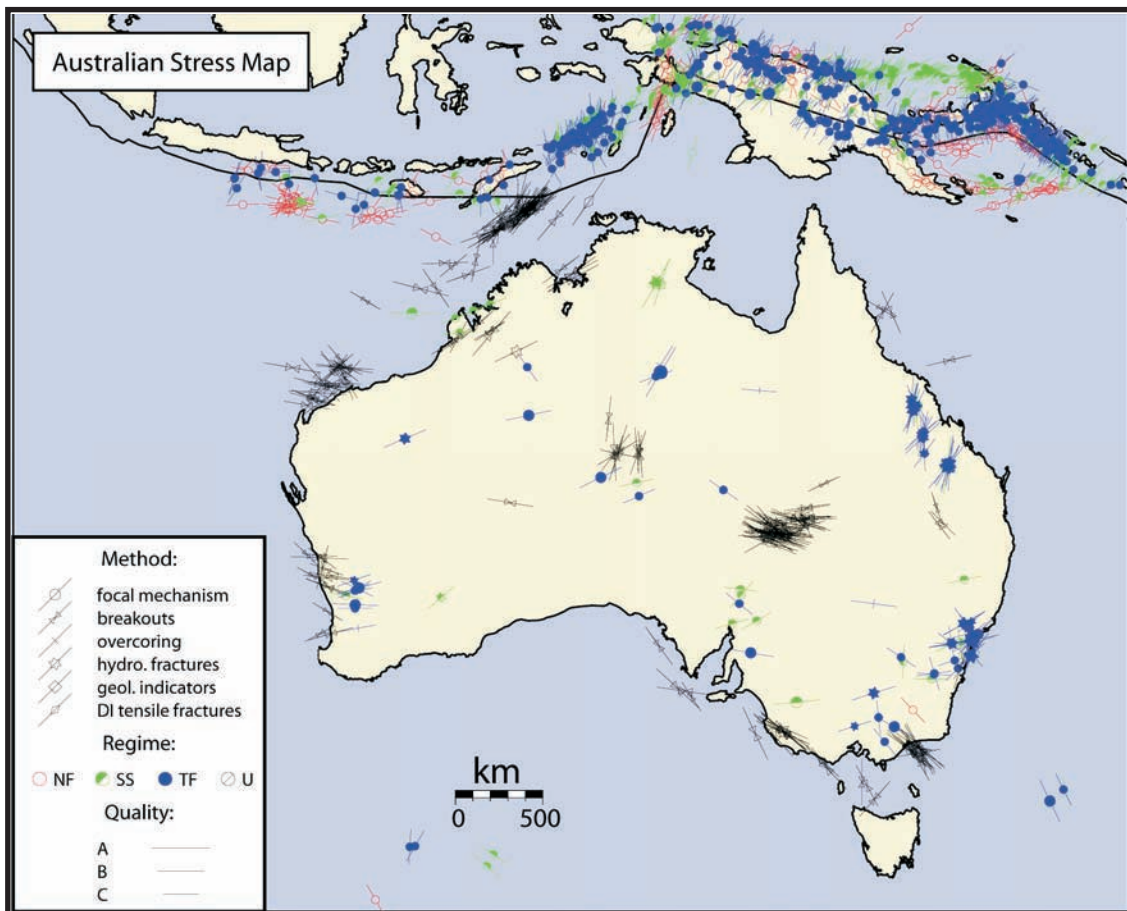 Australian Stress Map
Method:
focal mechanism
breakouts
overcoring
hydro. fractures
geol. indicators
DI tensile fractures
Regime:
NF SS TF U
Quality:
A
B
C
km
0 500